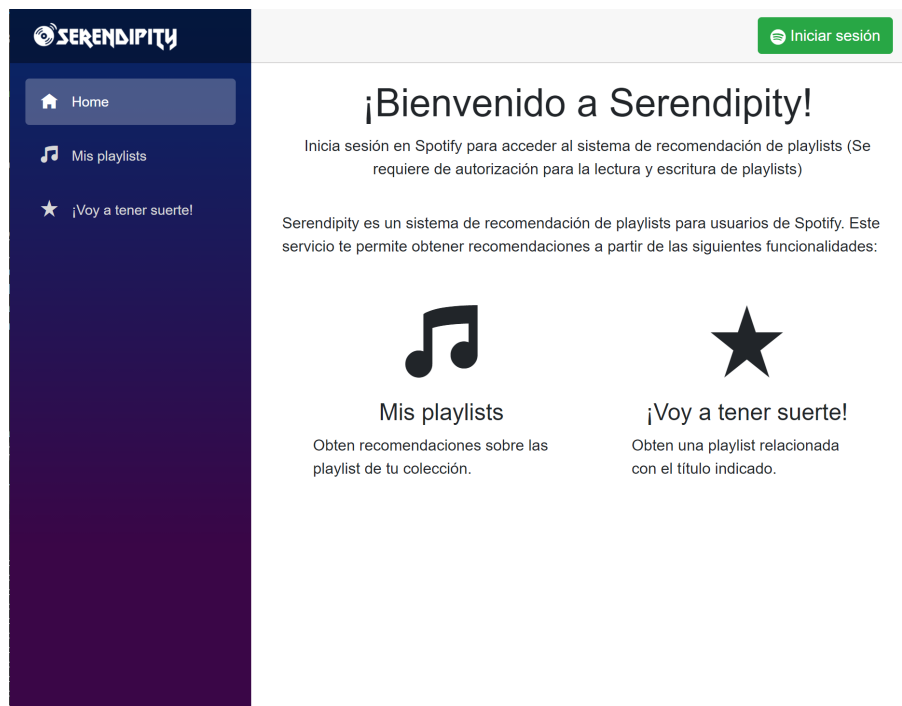 SERENDIPITY
Iniciar sesión
Home
Mis playlists
¡Voy a tener suerte!
¡Bienvenido a Serendipity!
Inicia sesión en Spotify para acceder al sistema de recomendación de playlists (Se
requiere de autorización para la lectura y escritura de playlists)
Serendipity es un sistema de recomendación de playlists para usuarios de Spotify. Este
servicio te permite obtener recomendaciones a partir de las siguientes funcionalidades:
Mis playlists
Obten recomendaciones sobre las
playlist de tu colección.
¡Voy a tener suerte!
Obten una playlist relacionada
con el título indicado.